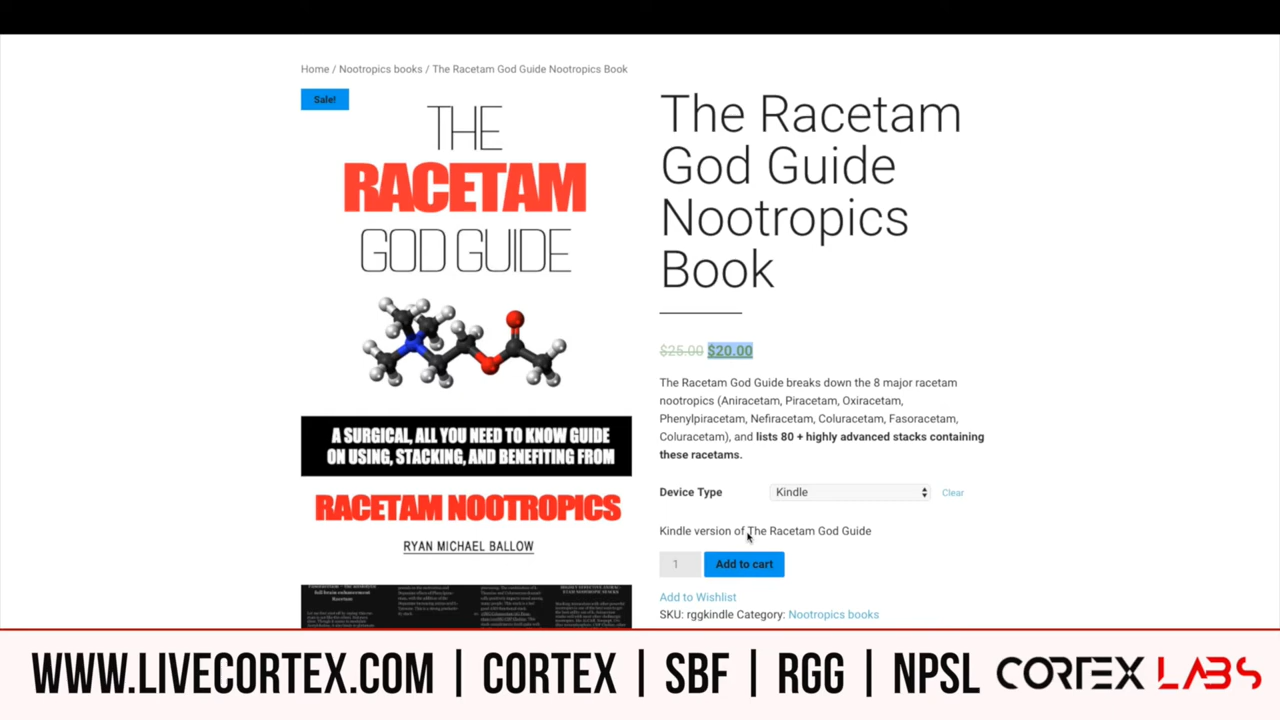 Home / Nootropics books / The Racetam God Guide Nootropics Book
Sale!
THE
RACETAM
GOD GUIDE
A SURGICAL, ALL YOU NEED TO KNOW GUIDE
ON USING, STACKING, AND BENEFITING FROM
RACETAM NOOTROPICS
RYAN MICHAEL BALLOW
The Racetam
God Guide
Nootropics
Book
$25.00 $20.00
The Racetam God Guide breaks down the 8 major racetam
nootropics (Aniracetam, Piracetam, Oxiracetam,
Phenylpiracetam, Nefiracetam, Coluracetam, Fasoracetam,
Coluracetam), and lists 80 + highly advanced stacks containing
these racetams.
Device Type Kindle Clear
Kindle version of The Racetam God Guide
1 Add to cart
Add to Wishlist
SKU: rggkindle Category: Nootropics books
WWW.LIVECORTEX.COM | CORTEX | SBF | RGG | NPSL CORTEX LABS